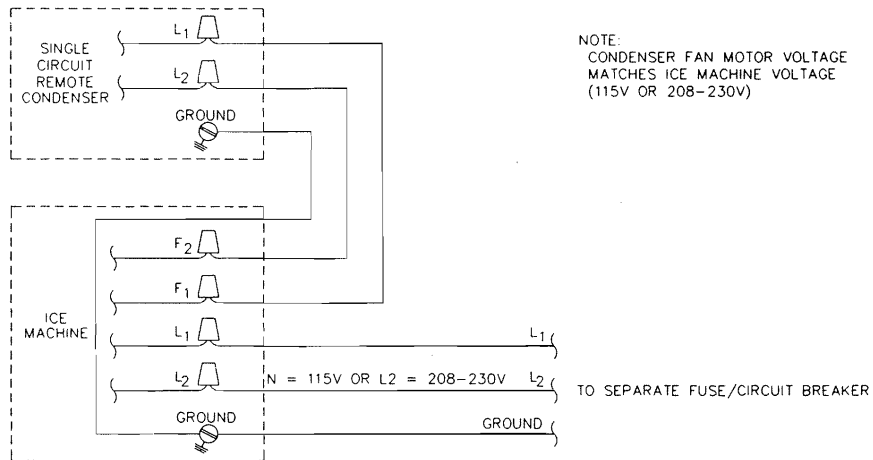 L1
SINGLE
CIRCUIT
REMOTE
CONDENSER
L2
GROUND
NOTE:
CONDENSER FAN MOTOR VOLTAGE
MATCHES ICE MACHINE VOLTAGE
(115V OR 208-230V)
F2
F1
ICE
MACHINE
L1
L1
L2
N = 115V OR L2 = 208-230V
L2
TO SEPARATE FUSE/CIRCUIT BREAKER
GROUND
GROUND